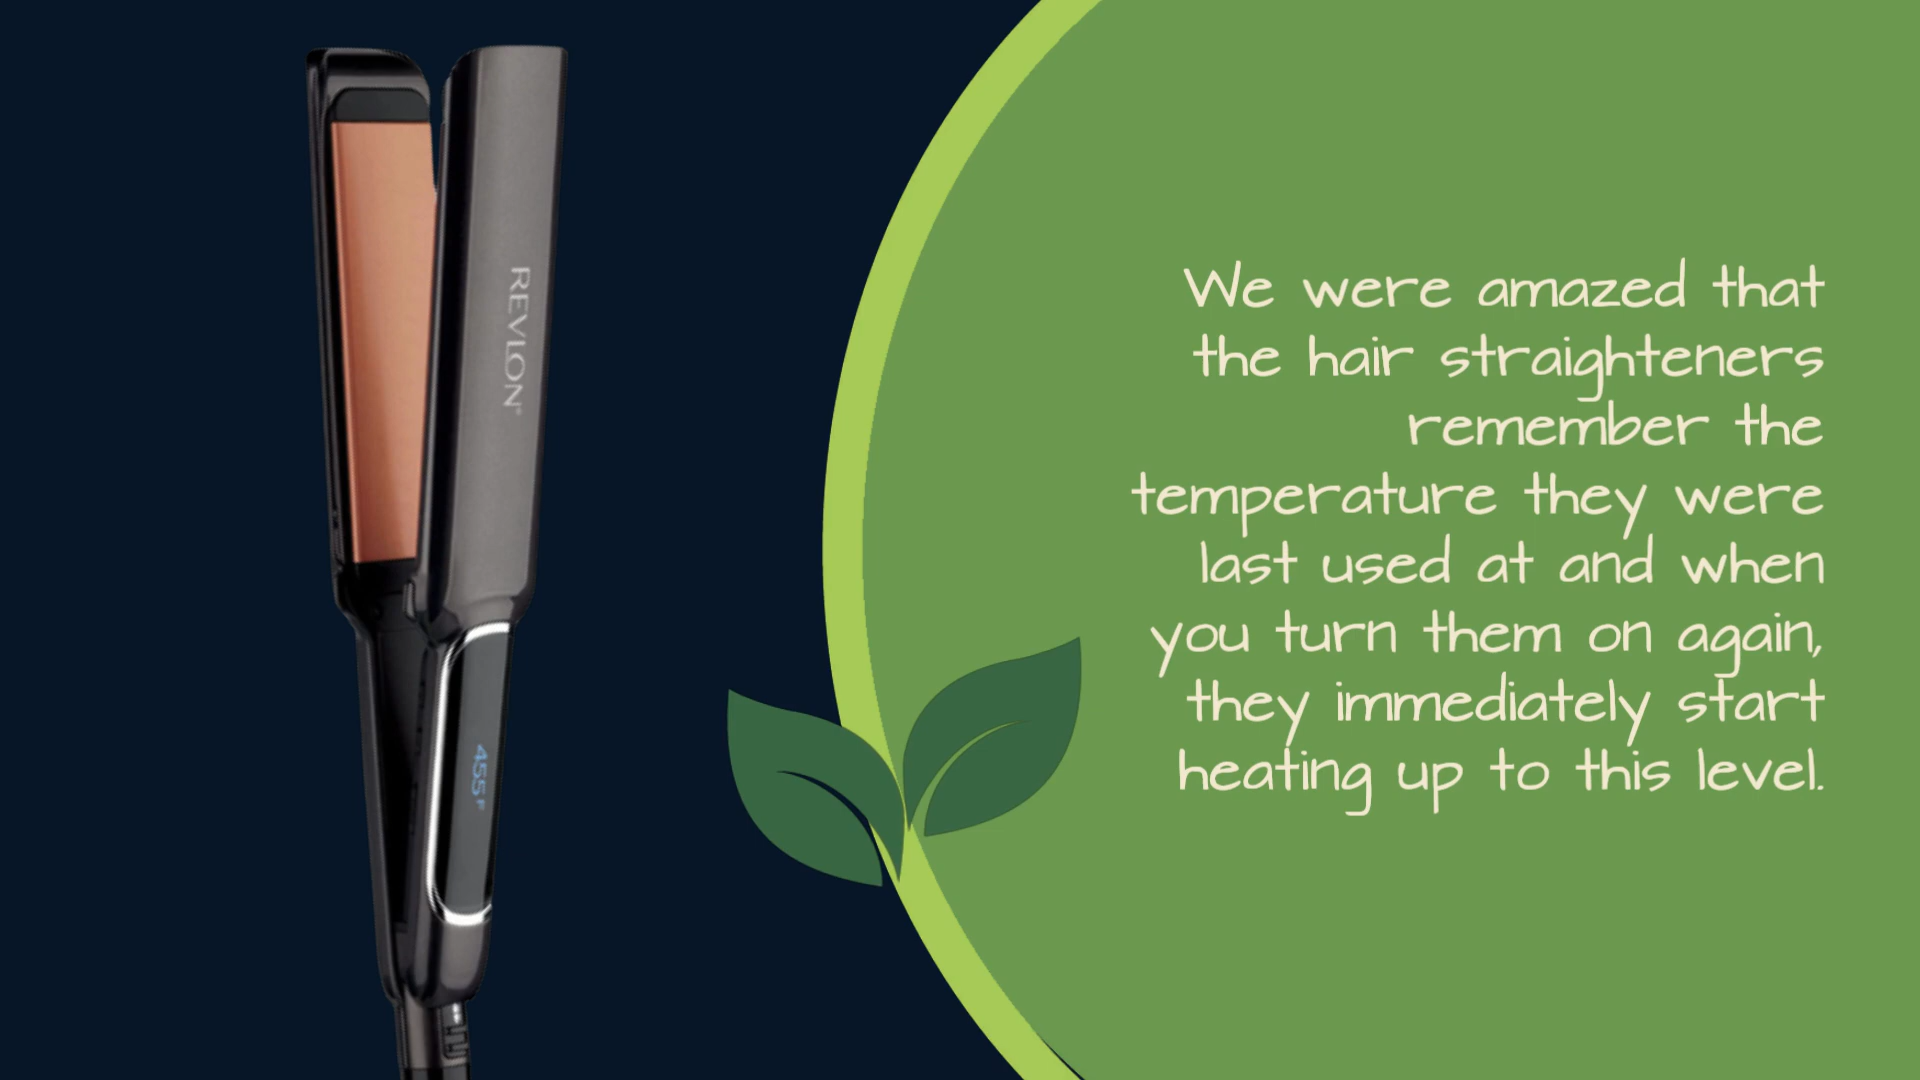 REVLON®
455F
We were amazed that
the hair straighteners
remember the
temperature they were
last used at and when
you turn them on again,
they immediately start
heating up to this level.